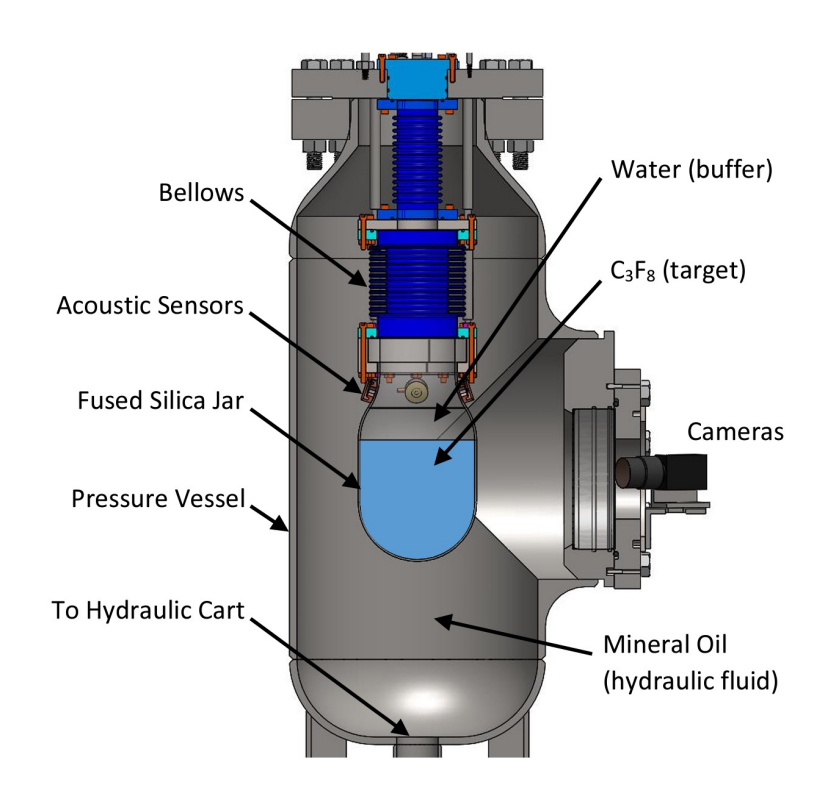 Water (buffer)
Bellows
C₃F₈ (target)
Acoustic Sensors
Fused Silica Jar
Cameras
Pressure Vessel
To Hydraulic Cart
Mineral Oil
(hydraulic fluid)